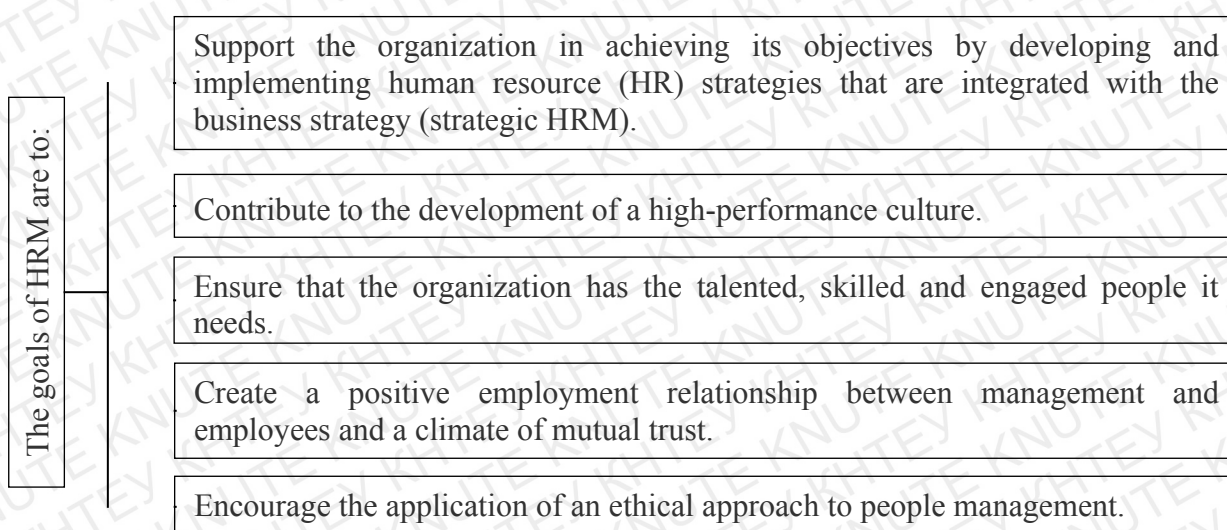 The goals of HRM are to:
Support the organization in achieving its objectives by developing and
implementing human resource (HR) strategies that are integrated with the
business strategy (strategic HRM).
Contribute to the development of a high-performance culture.
Ensure that the organization has the talented, skilled and engaged people it
needs.
Create a positive employment relationship between management and
employees and a climate of mutual trust.
Encourage the application of an ethical approach to people management.